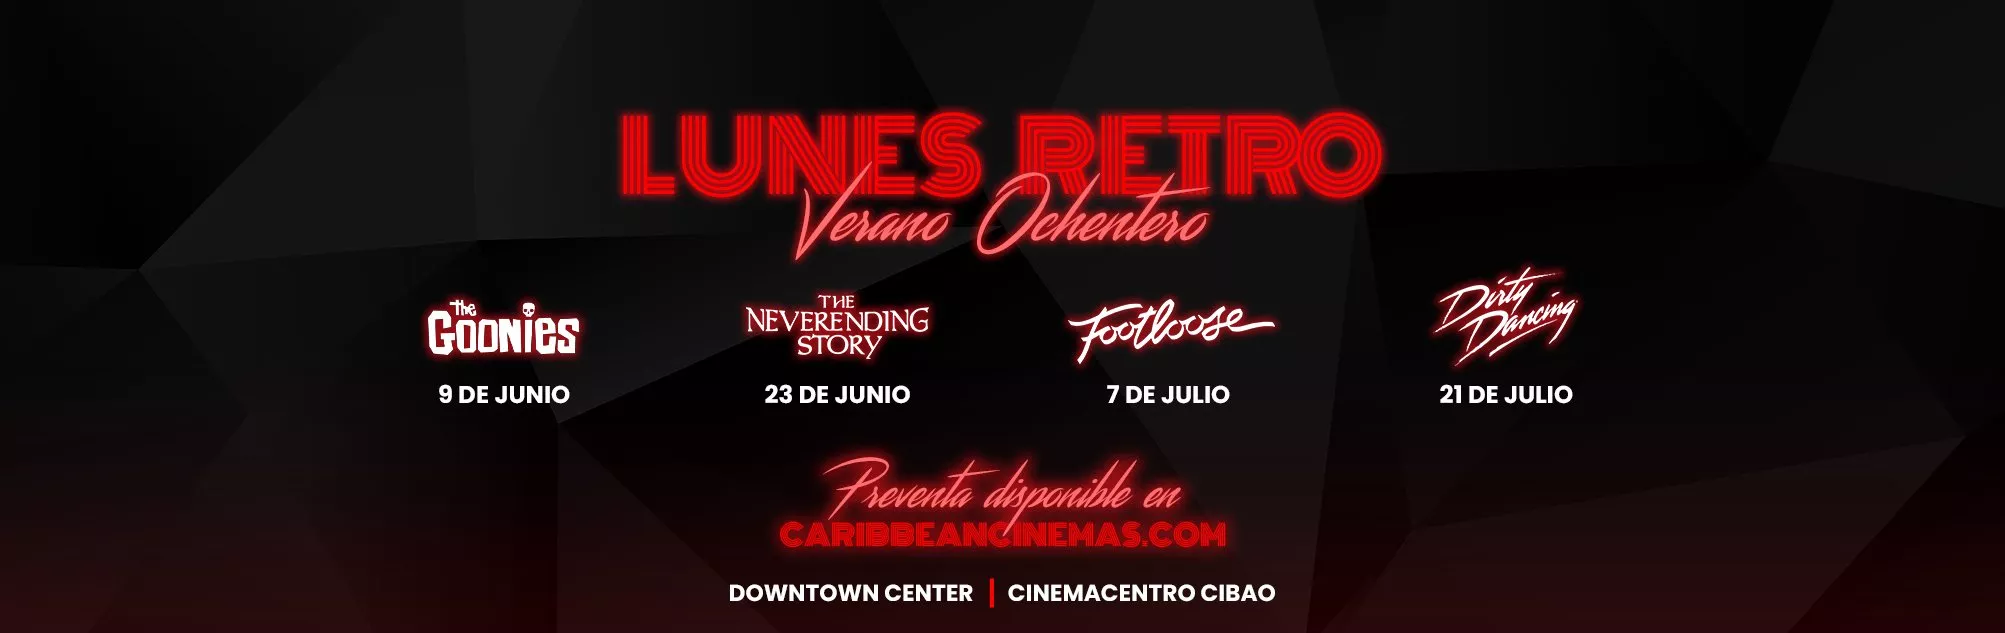 LUNES RETRO
Verano Ochentero
the GOONIES
THE NEVERENDING STORY
Footloose
Dirty Dancing
9 DE JUNIO
23 DE JUNIO
7 DE JULIO
21 DE JULIO
Preventa disponible en
CARIBBEANCINEMAS.COM
DOWNTOWN CENTER | CINEMACENTRO CIBAO